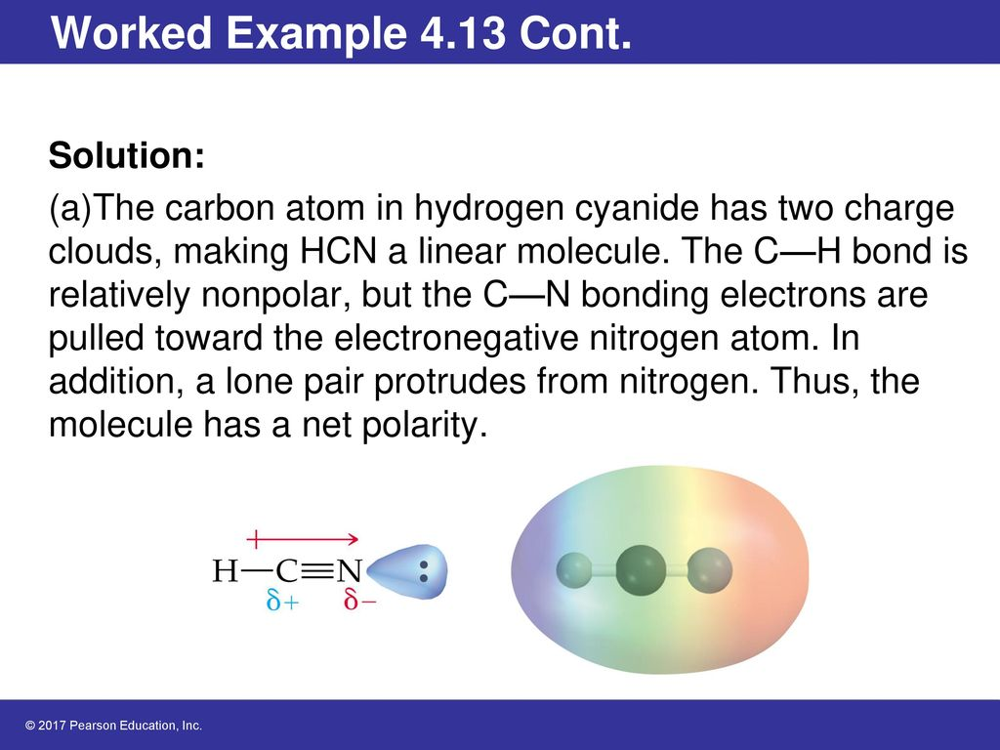 Worked Example 4.13 Cont.
Solution:
(a)The carbon atom in hydrogen cyanide has two charge
clouds, making HCN a linear molecule. The C—H bond is
relatively nonpolar, but the C—N bonding electrons are
pulled toward the electronegative nitrogen atom. In
addition, a lone pair protrudes from nitrogen. Thus, the
molecule has a net polarity.
H—C≡N:
δ+ δ−
© 2017 Pearson Education, Inc.